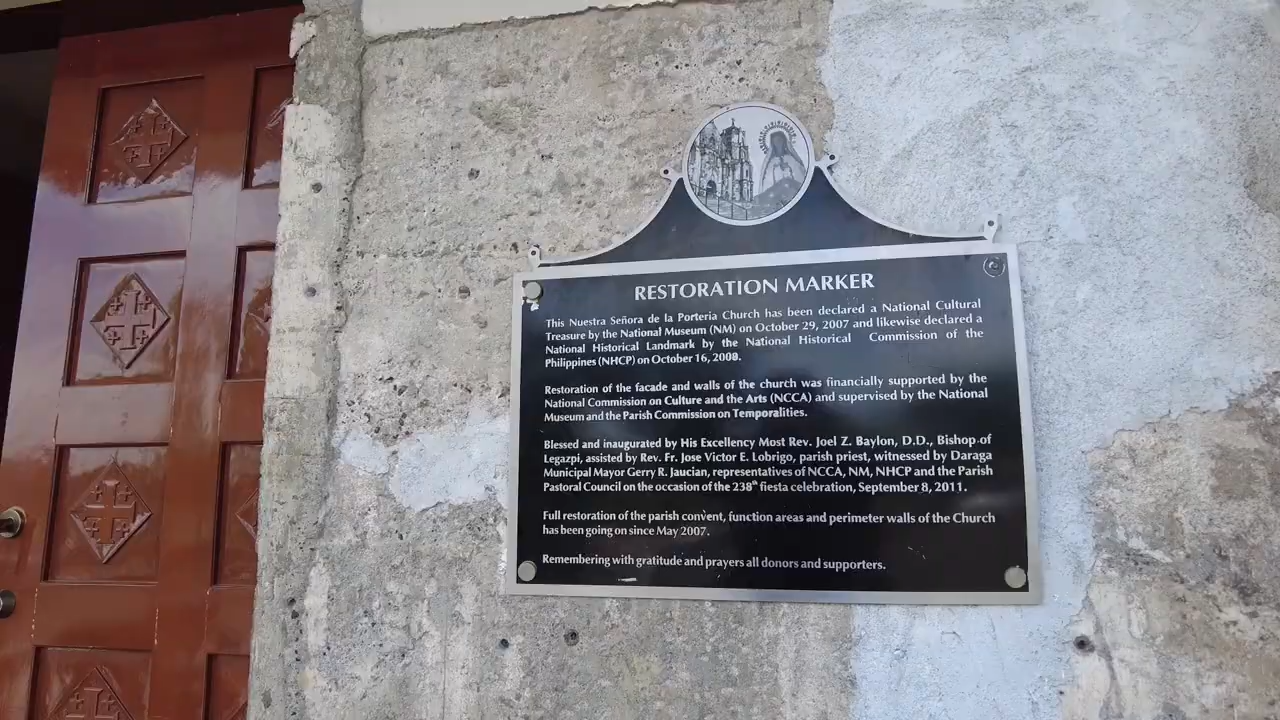 RESTORATION MARKER
This Nuestra Señora de la Porteria Church has been declared a National Cultural
Treasure by the National Museum (NM) on October 29, 2007 and likewise declared a
National Historical Landmark by the National Historical Commission of the
Philippines (NHCP) on October 16, 2008.
Restoration of the facade and walls of the church was financially supported by the
National Commission on Culture and the Arts (NCCA) and supervised by the National
Museum and the Parish Commission on Temporalities.
Blessed and inaugurated by His Excellency Most Rev. Joel Z. Baylon, D.D., Bishop of
Legazpi, assisted by Rev. Fr. Jose Victor E. Lobrigo, parish priest, witnessed by Daraga
Municipal Mayor Gerry R. Jaucian, representatives of NCCA, NM, NHCP and the Parish
Pastoral Council on the occasion of the 238th fiesta celebration, September 8, 2011.
Full restoration of the parish convent, function areas and perimeter walls of the Church
has been going on since May 2007.
Remembering with gratitude and prayers all donors and supporters.